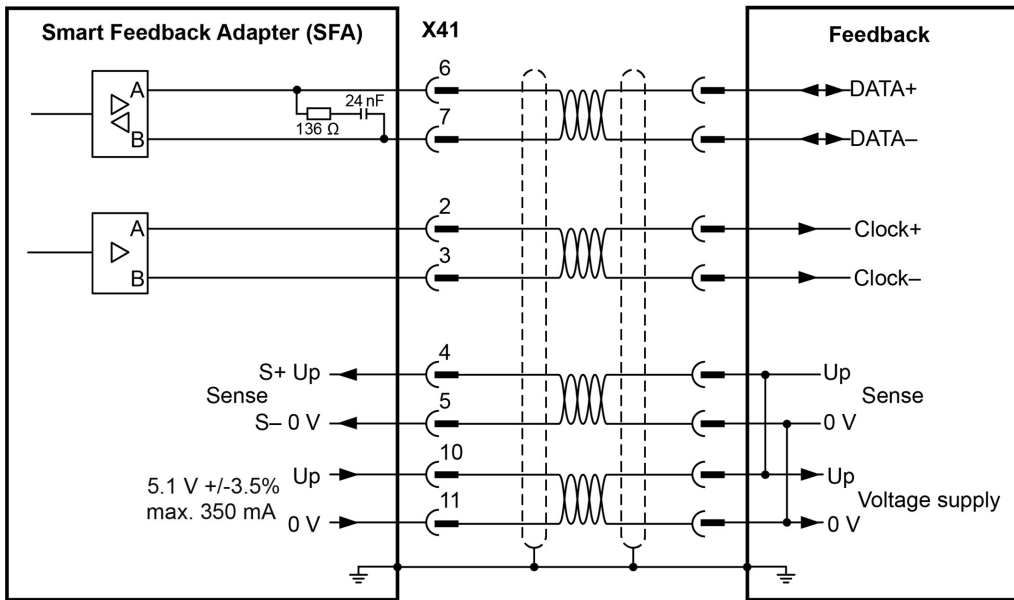 Smart Feedback Adapter (SFA)
X41
Feedback
A
B
24 nF
136 Ω
6
7
DATA+
DATA–
A
B
2
3
Clock+
Clock–
S+ Up
Sense
S– 0 V
4
5
Up
Sense
0 V
5.1 V +/-3.5%
max. 350 mA
Up
0 V
10
11
Up
Voltage supply
0 V